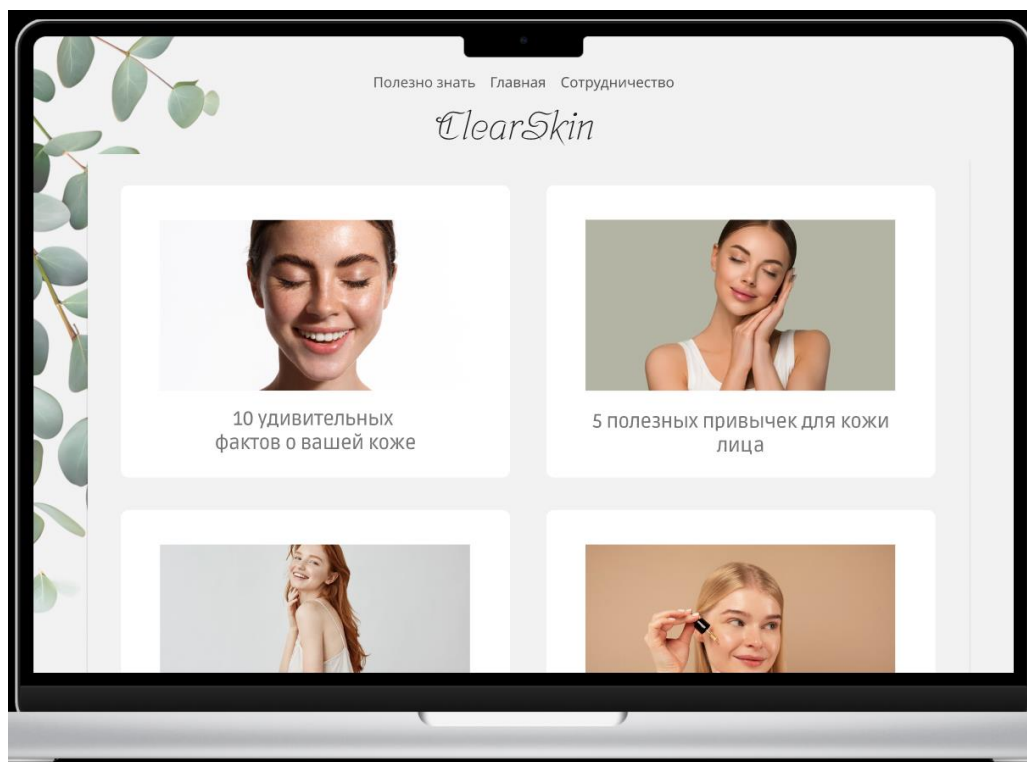 Полезно знать Главная Сотрудничество
ClearSkin
10 удивительных
фактов о вашей коже
5 полезных привычек для кожи
лица